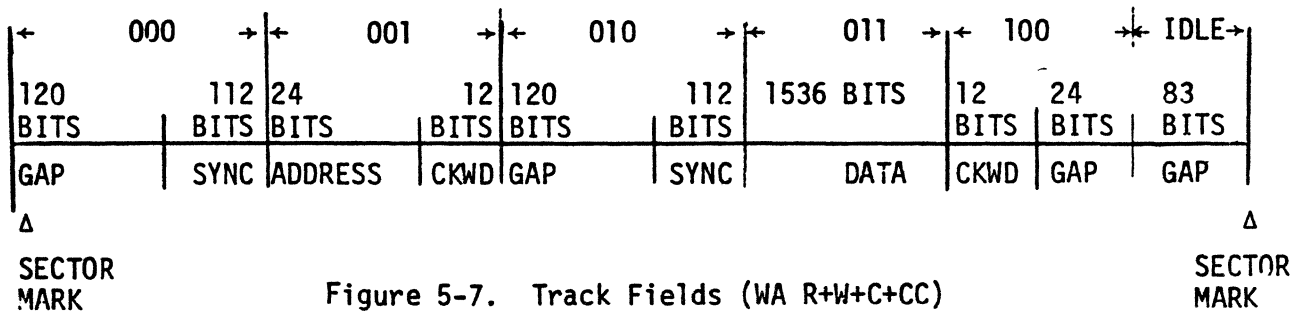 000 001 010 011 100 IDLE
120 112 24 12 120 112 1536 BITS 12 24 83
BITS BITS BITS BITS BITS BITS BITS BITS BITS
GAP SYNC ADDRESS CKWD GAP SYNC DATA CKWD GAP GAP
Δ Δ
SECTOR SECTOR
MARK Figure 5-7. Track Fields (WA R+W+C+CC) MARK